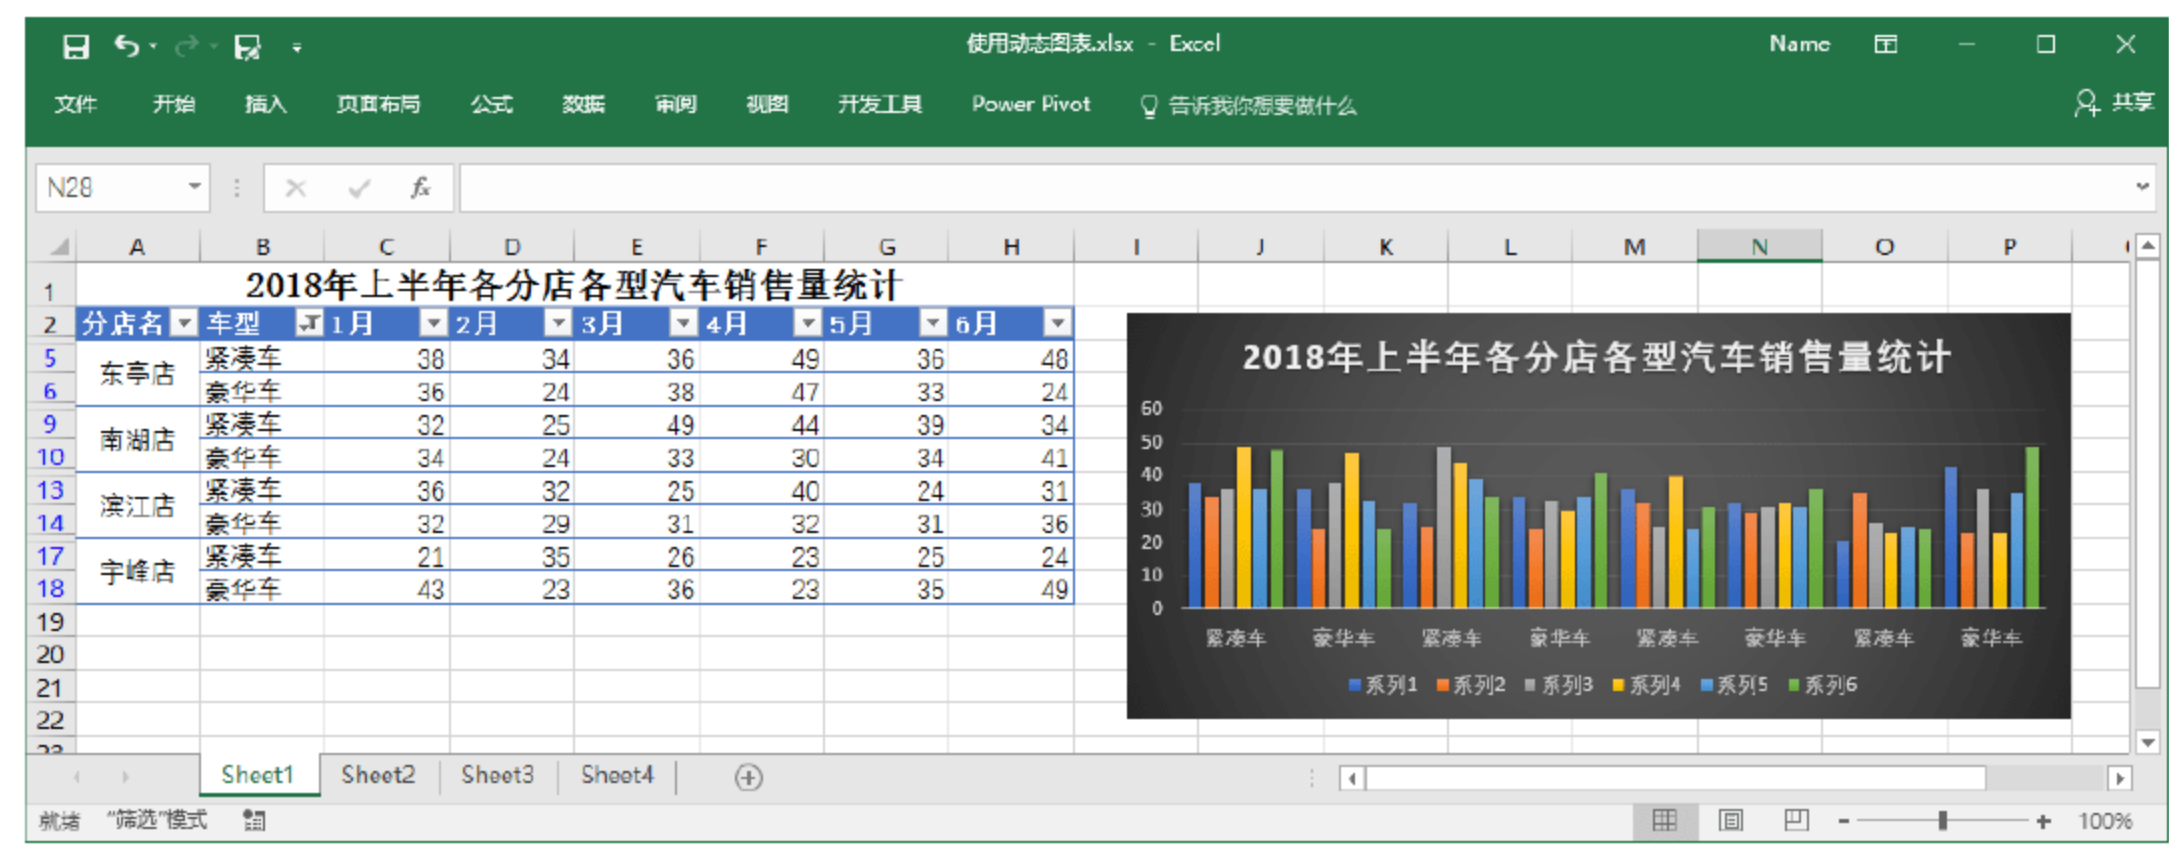 使用动态图表.xlsx - Excel
Name
文件 开始 插入 页面布局 公式 数据 审阅 视图 开发工具 Power Pivot 告诉我你想要做什么 共享
N28 fx
A B C D E F G H I J K L M N O P
1 2018年上半年各分店各型汽车销售量统计
2 分店名 车型 1月 2月 3月 4月 5月 6月
5 东亭店 紧凑车 38 34 36 49 36 48
6 豪华车 36 24 38 47 33 24
9 南湖店 紧凑车 32 25 49 44 39 34
10 豪华车 34 24 33 30 34 41
13 滨江店 紧凑车 36 32 25 40 24 31
14 豪华车 32 29 31 32 31 36
17 宇峰店 紧凑车 21 35 26 23 25 24
18 豪华车 43 23 36 23 35 49
19
20
21
22
23
2018年上半年各分店各型汽车销售量统计
60
50
40
30
20
10
0
紧凑车 豪华车 紧凑车 豪华车 紧凑车 豪华车 紧凑车 豪华车
系列1 系列2 系列3 系列4 系列5 系列6
Sheet1 Sheet2 Sheet3 Sheet4
就绪 “筛选”模式 100%